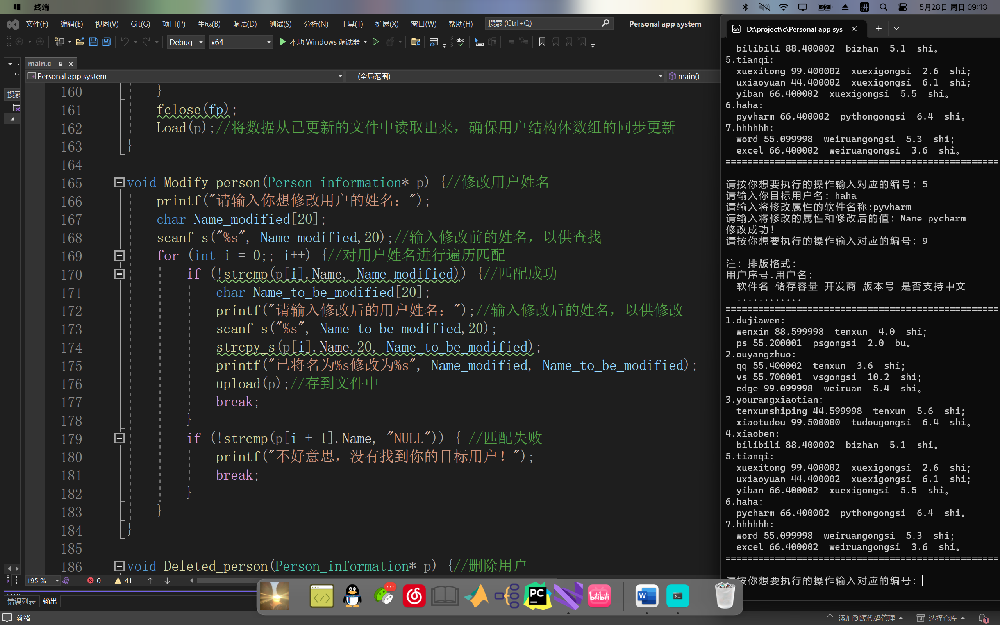 终端
5月28日 周日 09:13
文件(F) 编辑(E) 视图(V) Git(G) 项目(P) 生成(B) 调试(D) 测试(S) 分析(N) 工具(T) 扩展(X) 窗口(W) 帮助(H) 搜索 (Ctrl+Q) Personal app system
Debug x64 本地 Windows 调试器
main.c
Personal app system (全局范围) main()
搜索
160 }
161 fclose(fp);
162 Load(p);//将数据从已更新的文件中读取出来，确保用户结构体数组的同步更新
163 }
164
165 void Modify_person(Person_information* p) {//修改用户姓名
166 printf("请输入你想修改用户的姓名：");
167 char Name_modified[20];
168 scanf_s("%s", Name_modified,20);//输入修改前的姓名，以供查找
169 for (int i = 0;; i++) {//对用户姓名进行遍历匹配
170 if (!strcmp(p[i].Name, Name_modified)) {//匹配成功
171 char Name_to_be_modified[20];
172 printf("请输入修改后的用户姓名：");//输入修改后的姓名，以供修改
173 scanf_s("%s", Name_to_be_modified,20);
174 strcpy_s(p[i].Name,20, Name_to_be_modified);
175 printf("已将名为%s修改为%s", Name_modified, Name_to_be_modified);
176 upload(p);//存到文件中
177 break;
178 }
179 if (!strcmp(p[i + 1].Name, "NULL")) { //匹配失败
180 printf("不好意思，没有找到你的目标用户！");
181 break;
182 }
183 }
184 }
185
186 void Deleted_person(Person_information* p) {//删除用户
195 % 0 41
错误列表 输出
就绪
添加到源代码管理 选择仓库 1
D:\project\c\Personal app sys
bilibili 88.400002 bizhan 5.1 shi。
5.tianqi:
xuexitong 99.400002 xuexigongsi 2.6 shi;
uxiaoyuan 44.400002 xuexigongsi 6.1 shi;
yiban 66.400002 xuexigongsi 5.5 shi。
6.haha:
pyvharm 66.400002 pythongongsi 6.4 shi。
7.hhhhhh:
word 55.099998 weiruangongsi 5.3 shi;
excel 66.400002 weiruangongsi 3.6 shi。
==================================================
请按你想要执行的操作输入对应的编号：5
请输入你目标用户名：haha
请输入将修改属性的软件名称:pyvharm
请输入将修改的属性和修改后的值：Name pycharm
修改成功！
请按你想要执行的操作输入对应的编号：9
注：排版格式：
用户序号.用户名：
软件名 储存容量 开发商 版本号 是否支持中文
............
==================================================
1.dujiawen:
wenxin 88.599998 tenxun 4.0 shi;
ps 55.200001 psgongsi 2.0 bu。
2.ouyangzhuo:
qq 55.400002 tenxun 3.6 shi;
vs 55.700001 vsgongsi 10.2 shi;
edge 99.099998 weiruan 5.4 shi。
3.yourangxiaotian:
tenxunshiping 44.599998 tenxun 5.6 shi;
xiaotudou 99.500000 tudougongsi 6.4 shi。
4.xiaoben:
bilibili 88.400002 bizhan 5.1 shi。
5.tianqi:
xuexitong 99.400002 xuexigongsi 2.6 shi;
uxiaoyuan 44.400002 xuexigongsi 6.1 shi;
yiban 66.400002 xuexigongsi 5.5 shi。
6.haha:
pycharm 66.400002 pythongongsi 6.4 shi。
7.hhhhhh:
word 55.099998 weiruangongsi 5.3 shi;
excel 66.400002 weiruangongsi 3.6 shi。
==================================================
请按你想要执行的操作输入对应的编号：
PC
bilibili
W